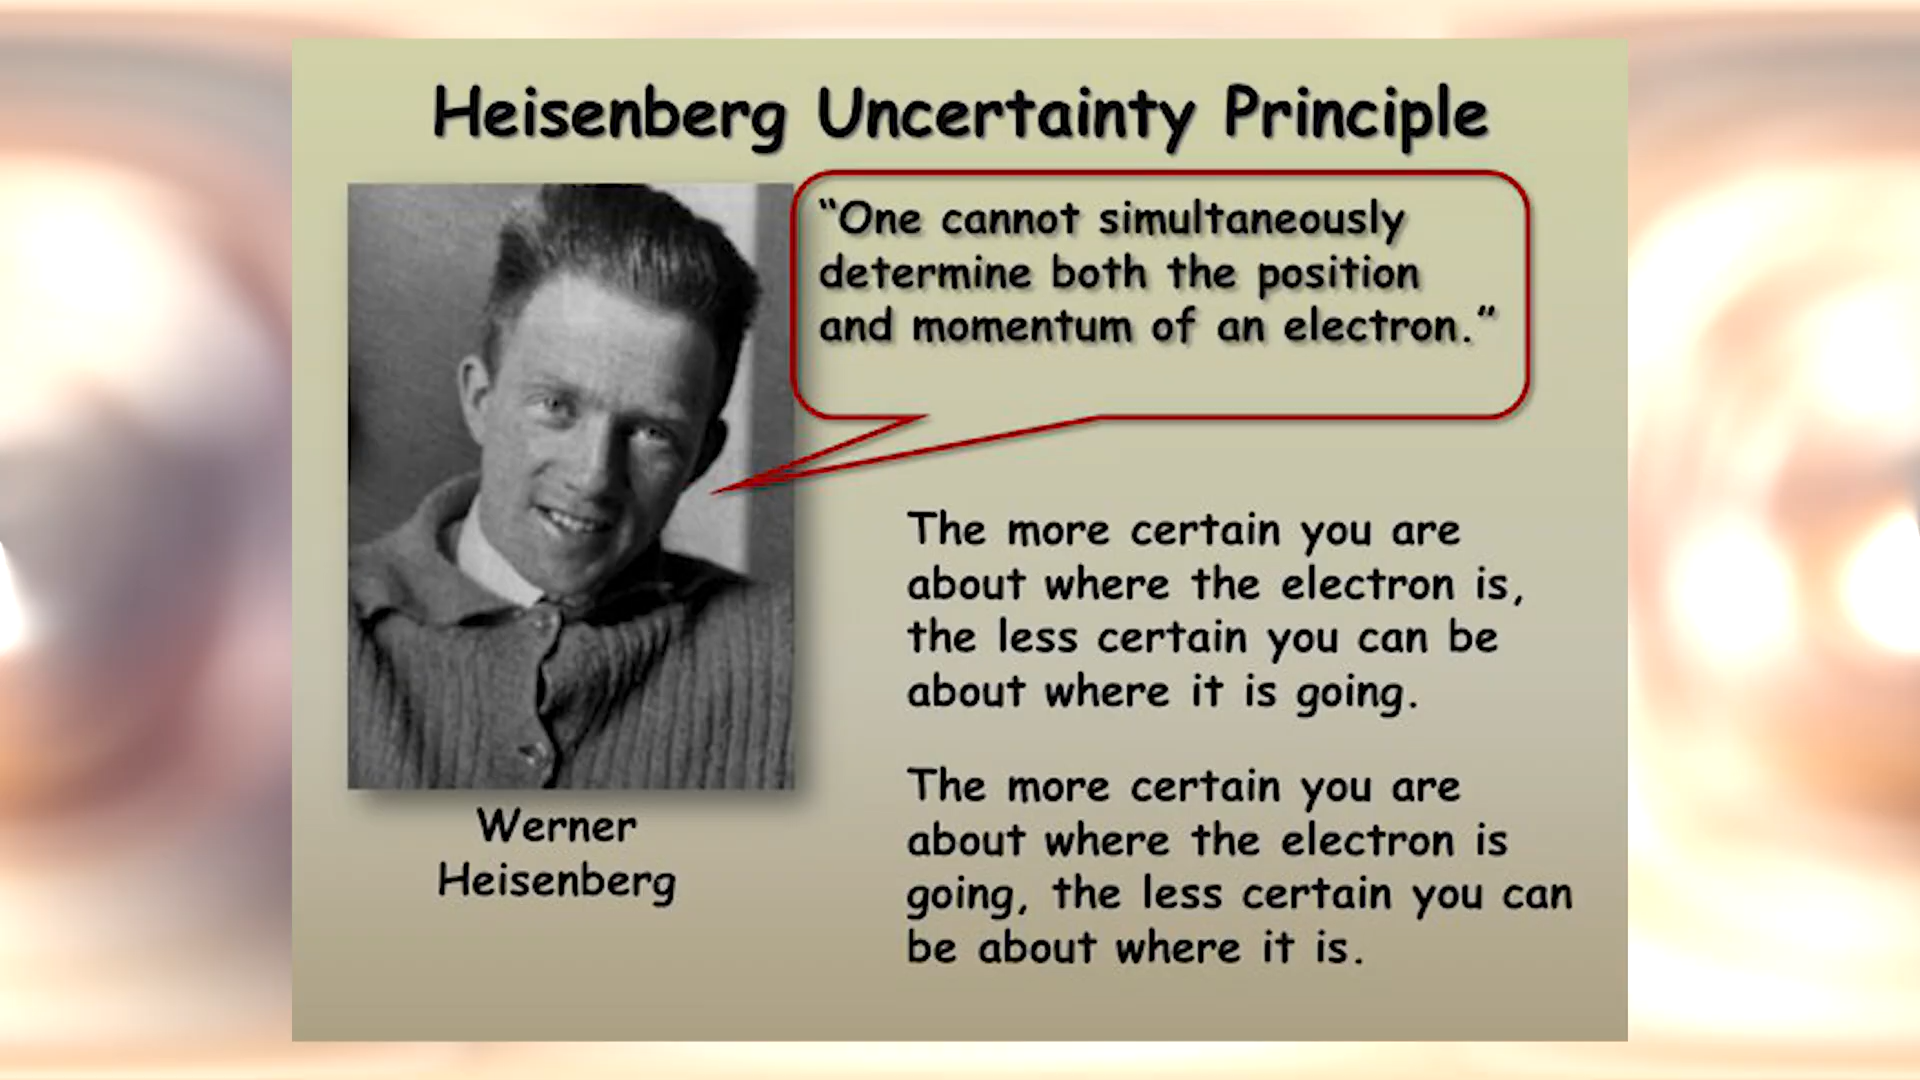 Heisenberg Uncertainty Principle
“One cannot simultaneously
determine both the position
and momentum of an electron.”
The more certain you are
about where the electron is,
the less certain you can be
about where it is going.
The more certain you are
about where the electron is
going, the less certain you can
be about where it is.
Werner
Heisenberg